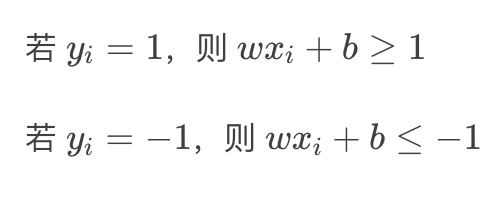 若 yᵢ = 1，则 wxᵢ + b ≥ 1
若 yᵢ = −1，则 wxᵢ + b ≤ −1